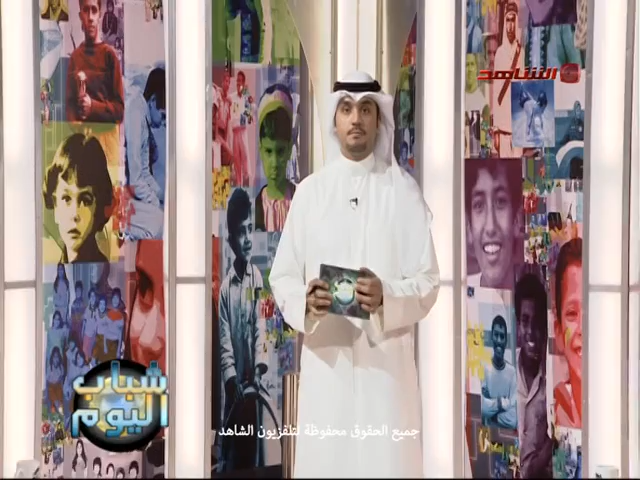 الشاهد
شباب
اليوم
جميع الحقوق محفوظة لتلفزيون الشاهد